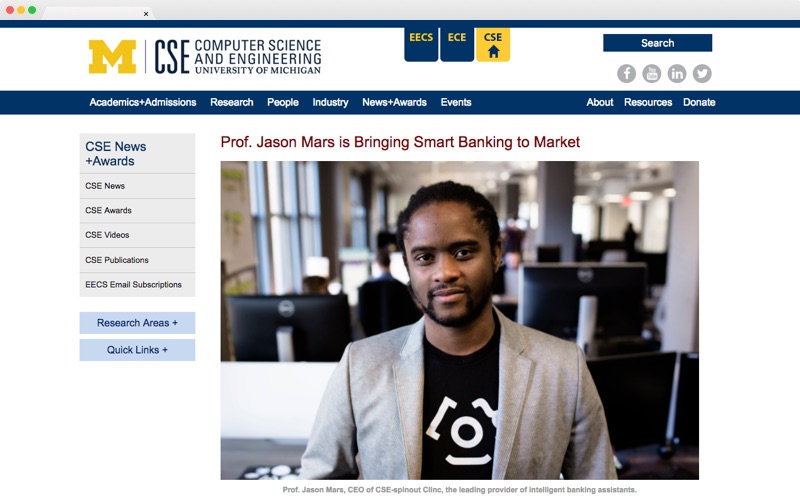 M CSE COMPUTER SCIENCE
AND ENGINEERING
UNIVERSITY OF MICHIGAN
EECS ECE CSE
Search
Academics+Admissions Research People Industry News+Awards Events About Resources Donate
CSE News
+Awards
CSE News
CSE Awards
CSE Videos
CSE Publications
EECS Email Subscriptions
Research Areas +
Quick Links +
Prof. Jason Mars is Bringing Smart Banking to Market
Prof. Jason Mars, CEO of CSE-spinout Clinc, the leading provider of intelligent banking assistants.